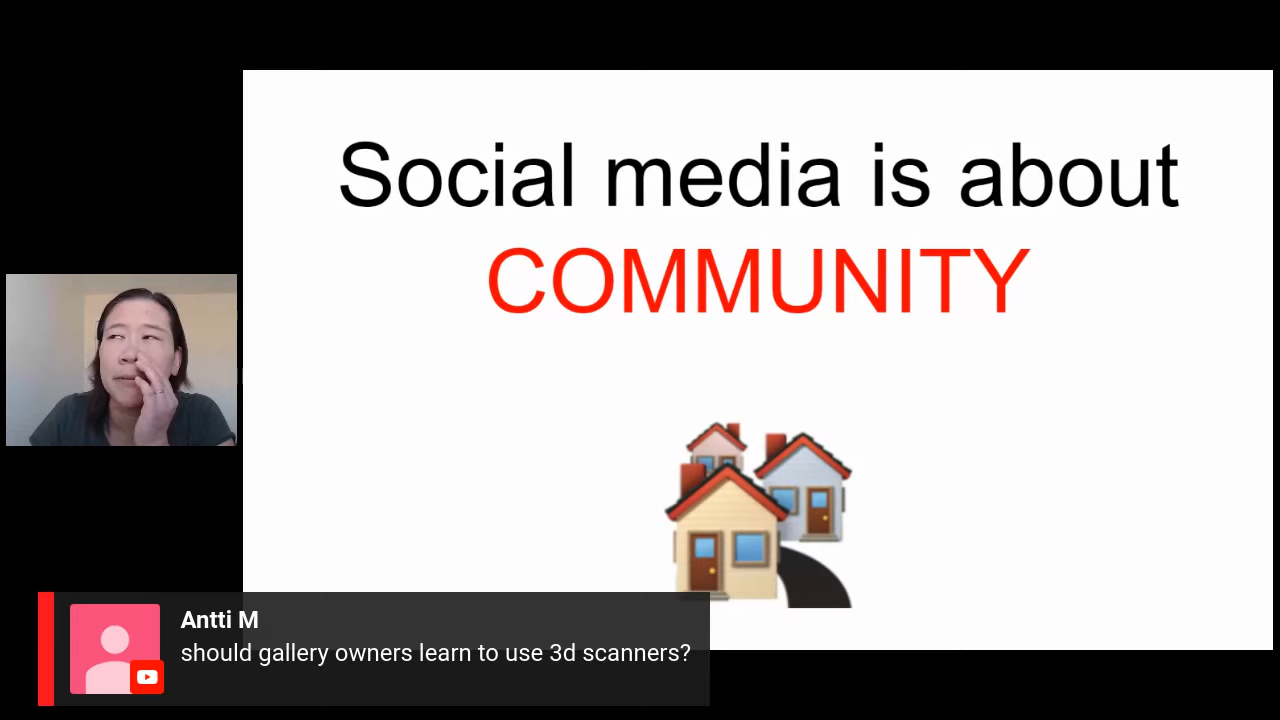 Social media is about
COMMUNITY
Antti M
should gallery owners learn to use 3d scanners?